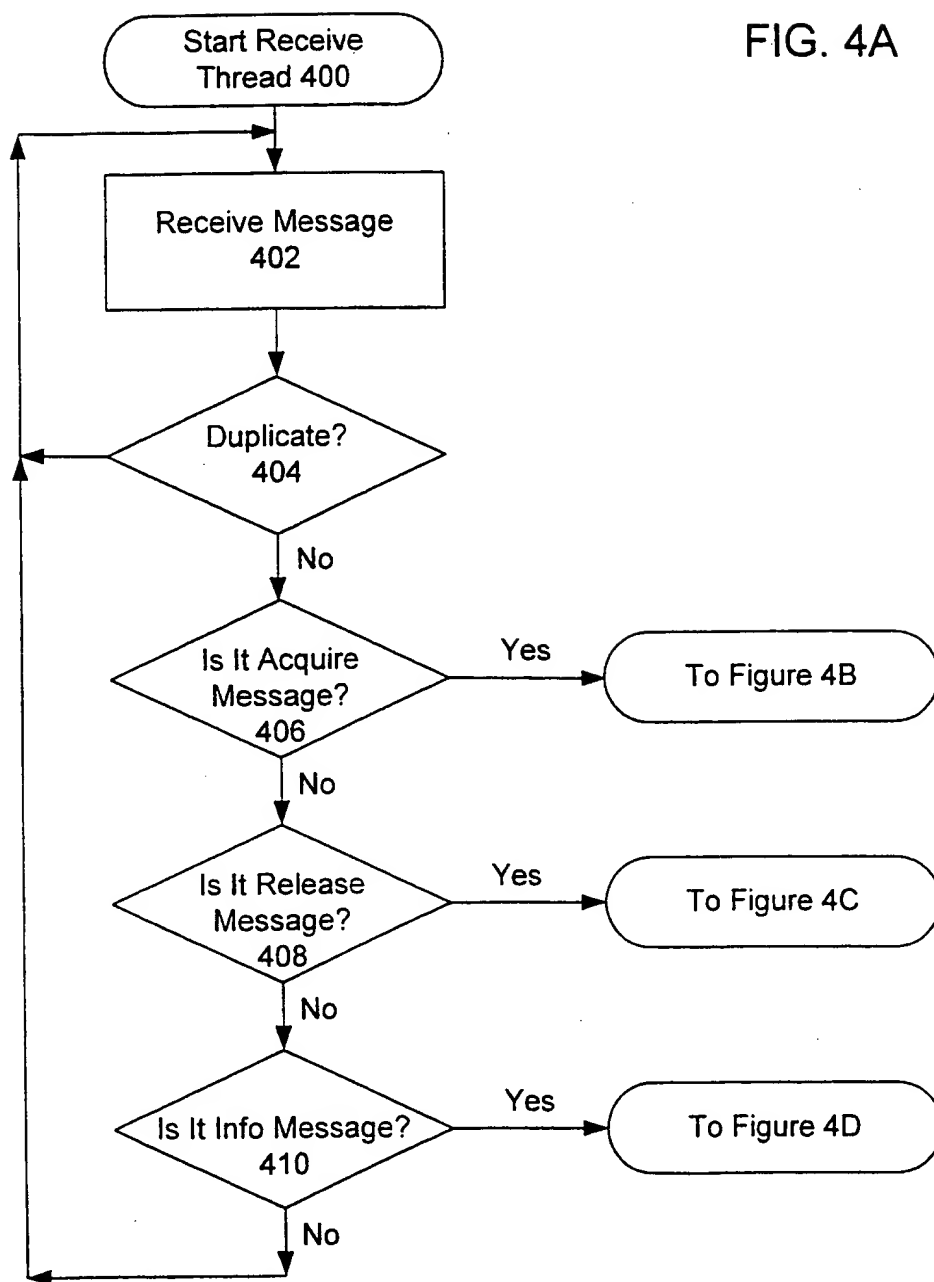 FIG. 4A
Start Receive
Thread 400
Receive Message
402
Duplicate?
404
No
Is It Acquire
Message?
406
Yes
To Figure 4B
No
Is It Release
Message?
408
Yes
To Figure 4C
No
Is It Info Message?
410
Yes
To Figure 4D
No